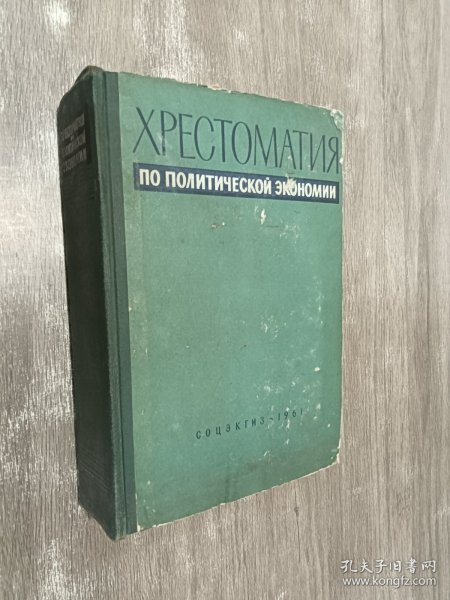 ХРЕСТОМАТИЯ
ПО ПОЛИТИЧЕСКОЙ ЭКОНОМИИ
СОЦЭКГИЗ - 1961
孔夫子旧书网
www.kongfz.com